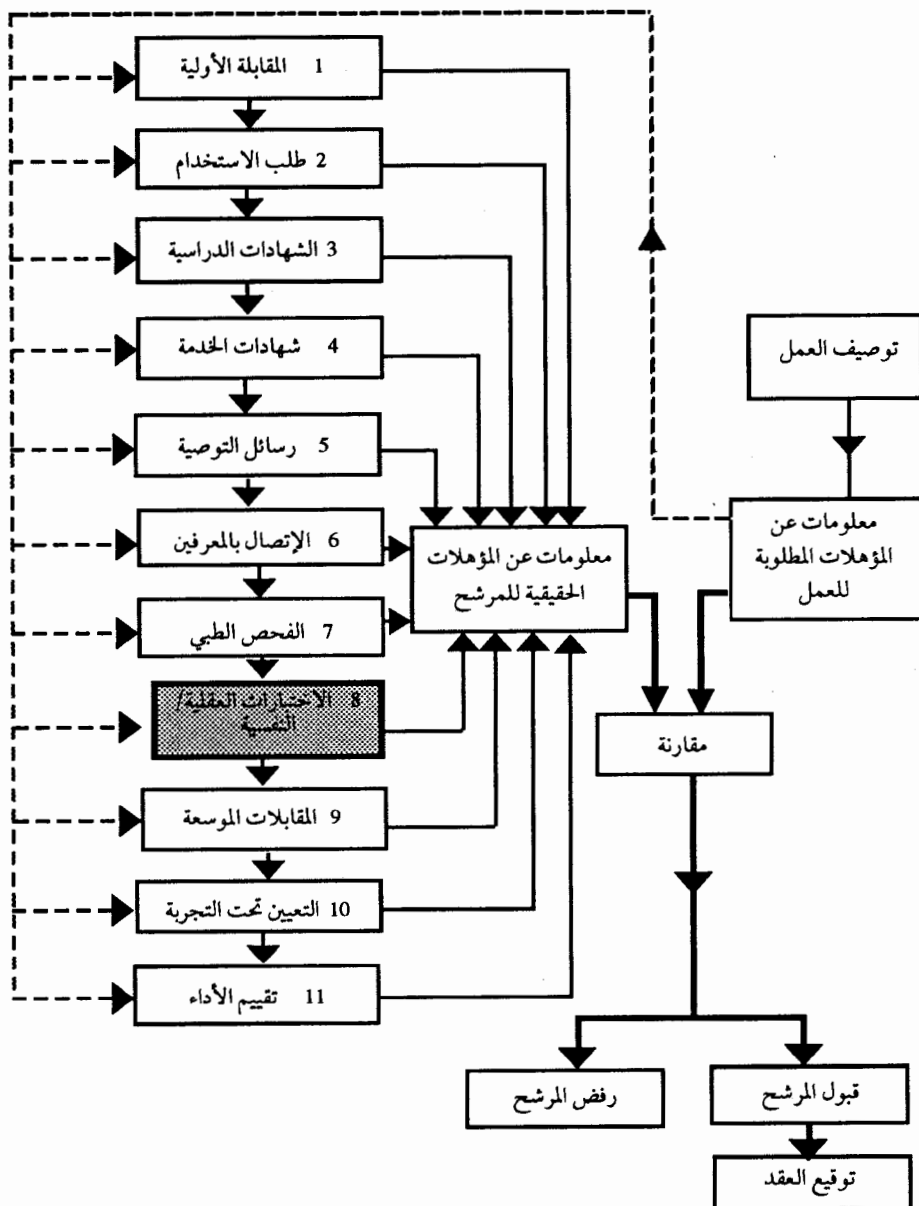 1 المقابلة الأولية
2 طلب الاستخدام
3 الشهادات الدراسية
4 شهادات الخدمة
5 رسائل التوصية
6 الإتصال بالمعرفين
7 الفحص الطبي
8 الاختبارات العقلية/
النفسية
9 المقابلات الموسعة
10 التعيين تحت التجربة
11 تقييم الأداء
معلومات عن المؤهلات
الحقيقية للمرشح
توصيف العمل
معلومات عن
المؤهلات المطلوبة
للعمل
مقارنة
رفض المرشح
قبول المرشح
توقيع العقد